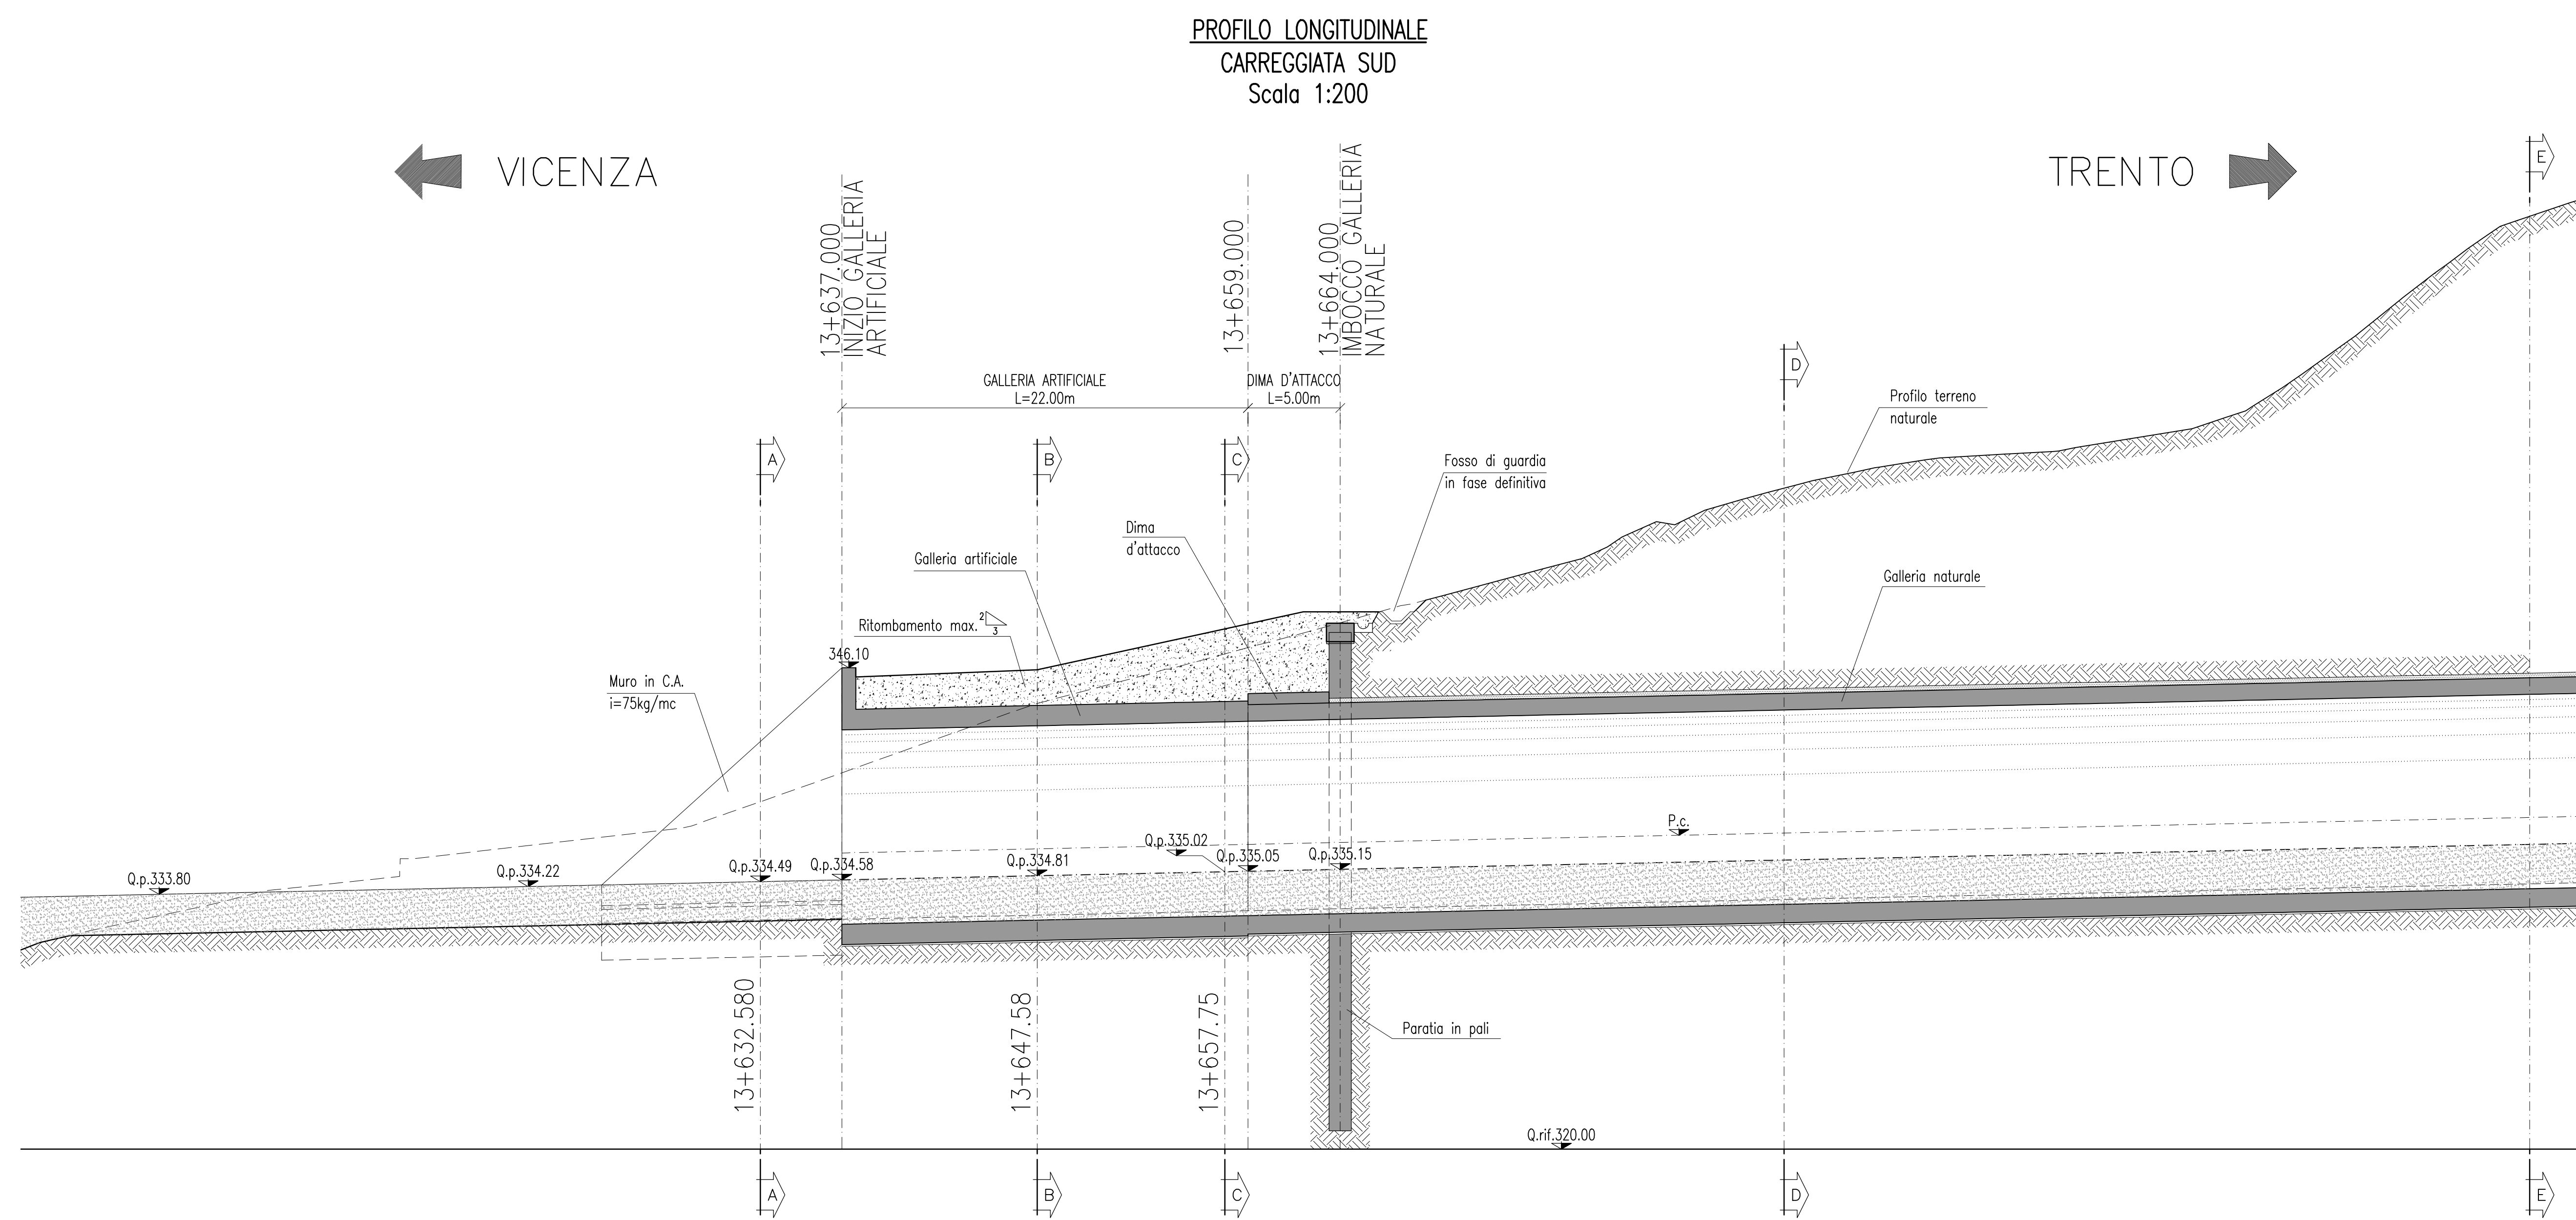 PROFILO LONGITUDINALE
CARREGGIATA SUD
Scala 1:200
VICENZA
TRENTO
E
13+637.000
INIZIO GALLERIA
ARTIFICIALE
13+659.000
13+664.000
IMBOCCO GALLERIA
NATURALE
D
GALLERIA ARTIFICIALE
L=22.00m
DIMA D'ATTACCO
L=5.00m
Profilo terreno
naturale
A
B
C
Fosso di guardia
in fase definitiva
Dima
d'attacco
Galleria artificiale
Galleria naturale
Ritombamento max.
2
3
346.10
Muro in C.A.
i=75kg/mc
P.c.
Q.p.333.80
Q.p.334.22
Q.p.334.49
Q.p.334.58
Q.p.334.81
Q.p.335.02
Q.p.335.05
Q.p.335.15
13+632.580
13+647.58
13+657.75
Paratia in pali
Q.rif.320.00
A
B
C
D
E